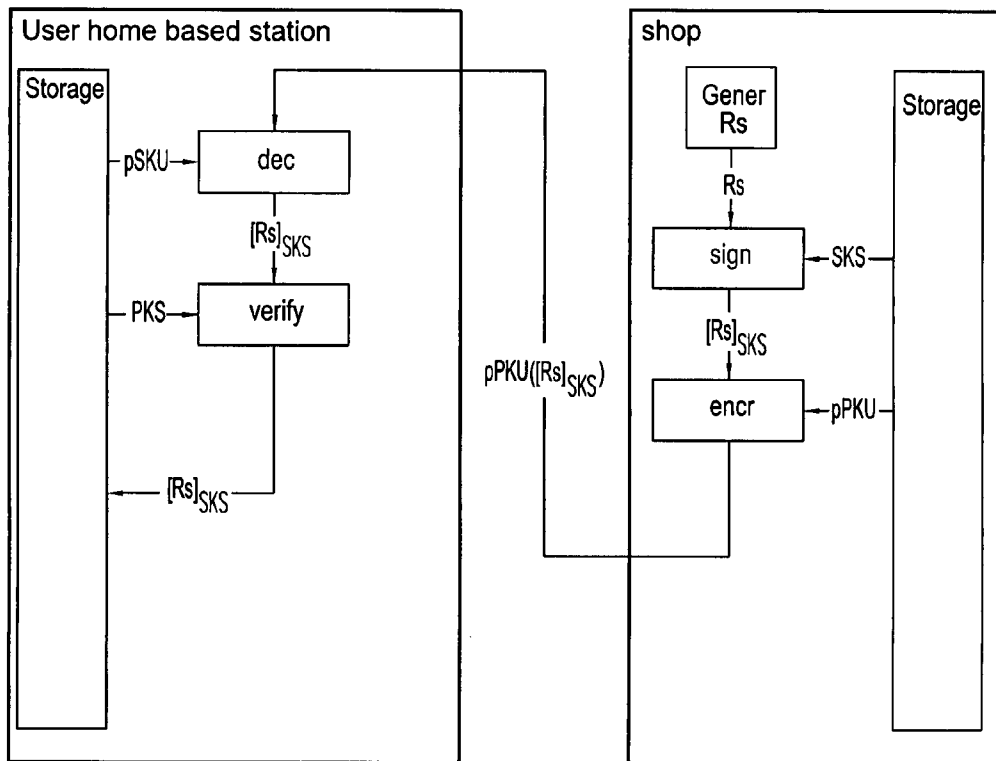 User home based station
Storage
pSKU
dec
[Rs]SKS
PKS
verify
[Rs]SKS
pPKU([Rs]SKS)
shop
Gener
Rs
Storage
Rs
sign
SKS
[Rs]SKS
encr
pPKU